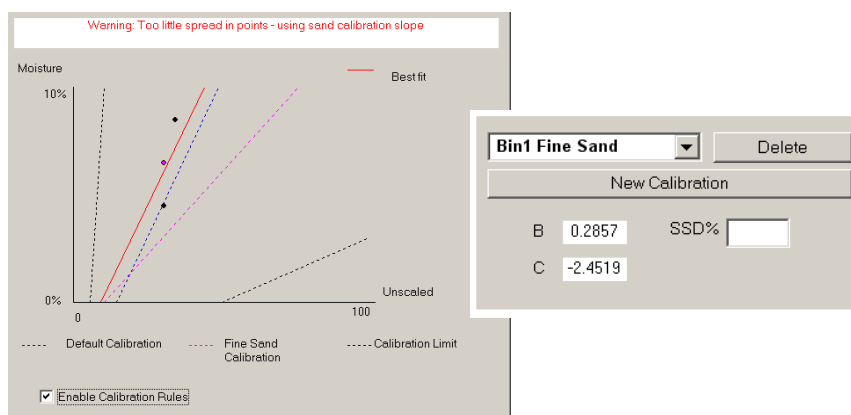 Warning: Too little spread in points - using sand calibration slope
Moisture
Best fit
10%
0%
0
100
Unscaled
Default Calibration
Fine Sand
Calibration
Calibration Limit
Enable Calibration Rules
Bin1 Fine Sand
Delete
New Calibration
B 0.2857 SSD%
C -2.4519